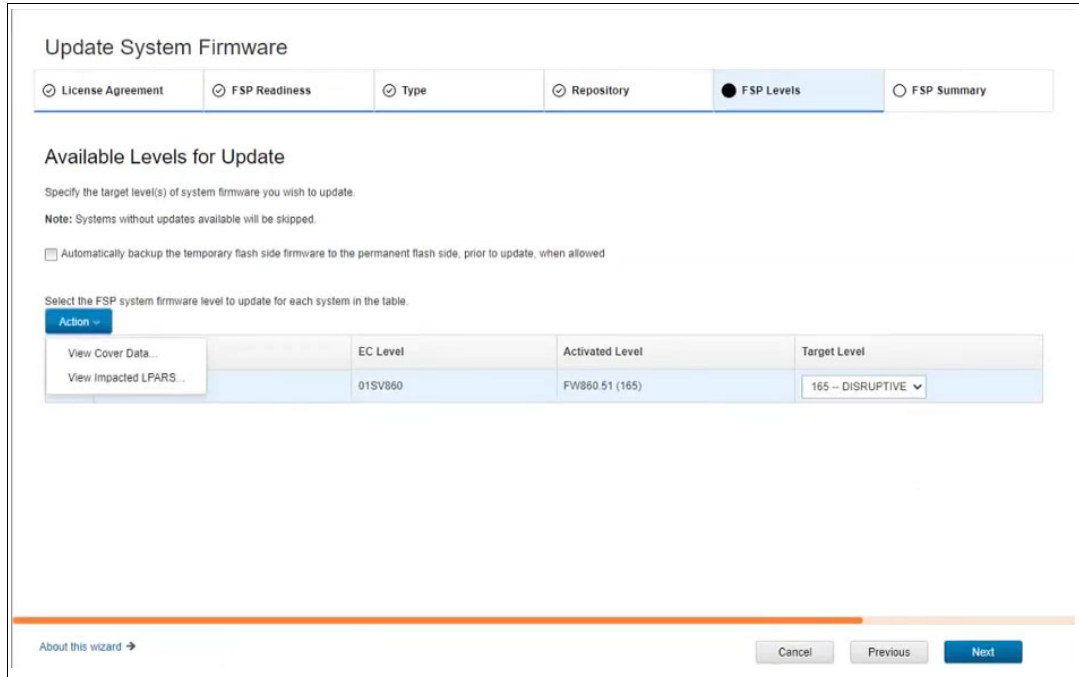 Update System Firmware
License Agreement
FSP Readiness
Type
Repository
FSP Levels
FSP Summary
Available Levels for Update
Specify the target level(s) of system firmware you wish to update.
Note: Systems without updates available will be skipped.
Automatically backup the temporary flash side firmware to the permanent flash side, prior to update, when allowed
Select the FSP system firmware level to update for each system in the table.
Action
View Cover Data...
View Impacted LPARS...
EC Level
Activated Level
Target Level
01SV860
FW860.51 (165)
165 -- DISRUPTIVE
About this wizard
Cancel
Previous
Next